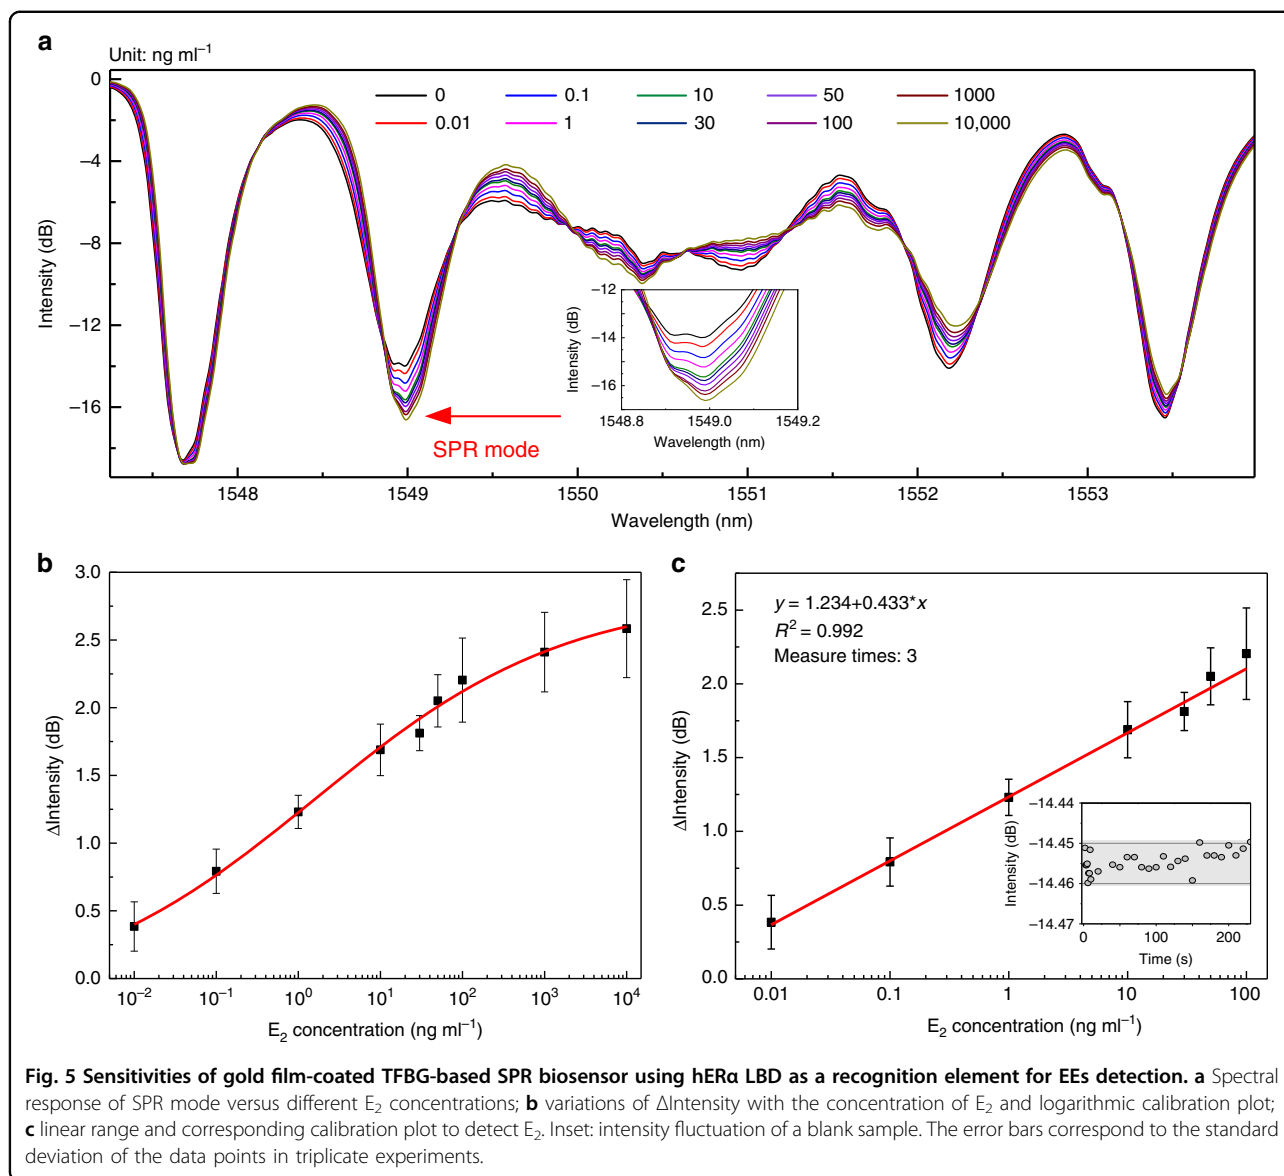 a
Unit: ng ml⁻¹
0 0.1 10 50 1000
0.01 1 30 100 10,000
Intensity (dB)
0
−4
−8
−12
−16
Intensity (dB)
−12
−14
−16
1548.8 1549.0 1549.2
Wavelength (nm)
SPR mode
1548 1549 1550 1551 1552 1553
Wavelength (nm)
b
ΔIntensity (dB)
3.0
2.5
2.0
1.5
1.0
0.5
0.0
10⁻² 10⁻¹ 10⁰ 10¹ 10² 10³ 10⁴
E₂ concentration (ng ml⁻¹)
c
y = 1.234+0.433*x
R² = 0.992
Measure times: 3
ΔIntensity (dB)
2.5
2.0
1.5
1.0
0.5
0.0
Intensity (dB)
−14.44
−14.45
−14.46
−14.47
0 100 200
Time (s)
0.01 0.1 1 10 100
E₂ concentration (ng ml⁻¹)
Fig. 5 Sensitivities of gold film-coated TFBG-based SPR biosensor using hERα LBD as a recognition element for EEs detection. a Spectral
response of SPR mode versus different E₂ concentrations; b variations of ΔIntensity with the concentration of E₂ and logarithmic calibration plot;
c linear range and corresponding calibration plot to detect E₂. Inset: intensity fluctuation of a blank sample. The error bars correspond to the standard
deviation of the data points in triplicate experiments.